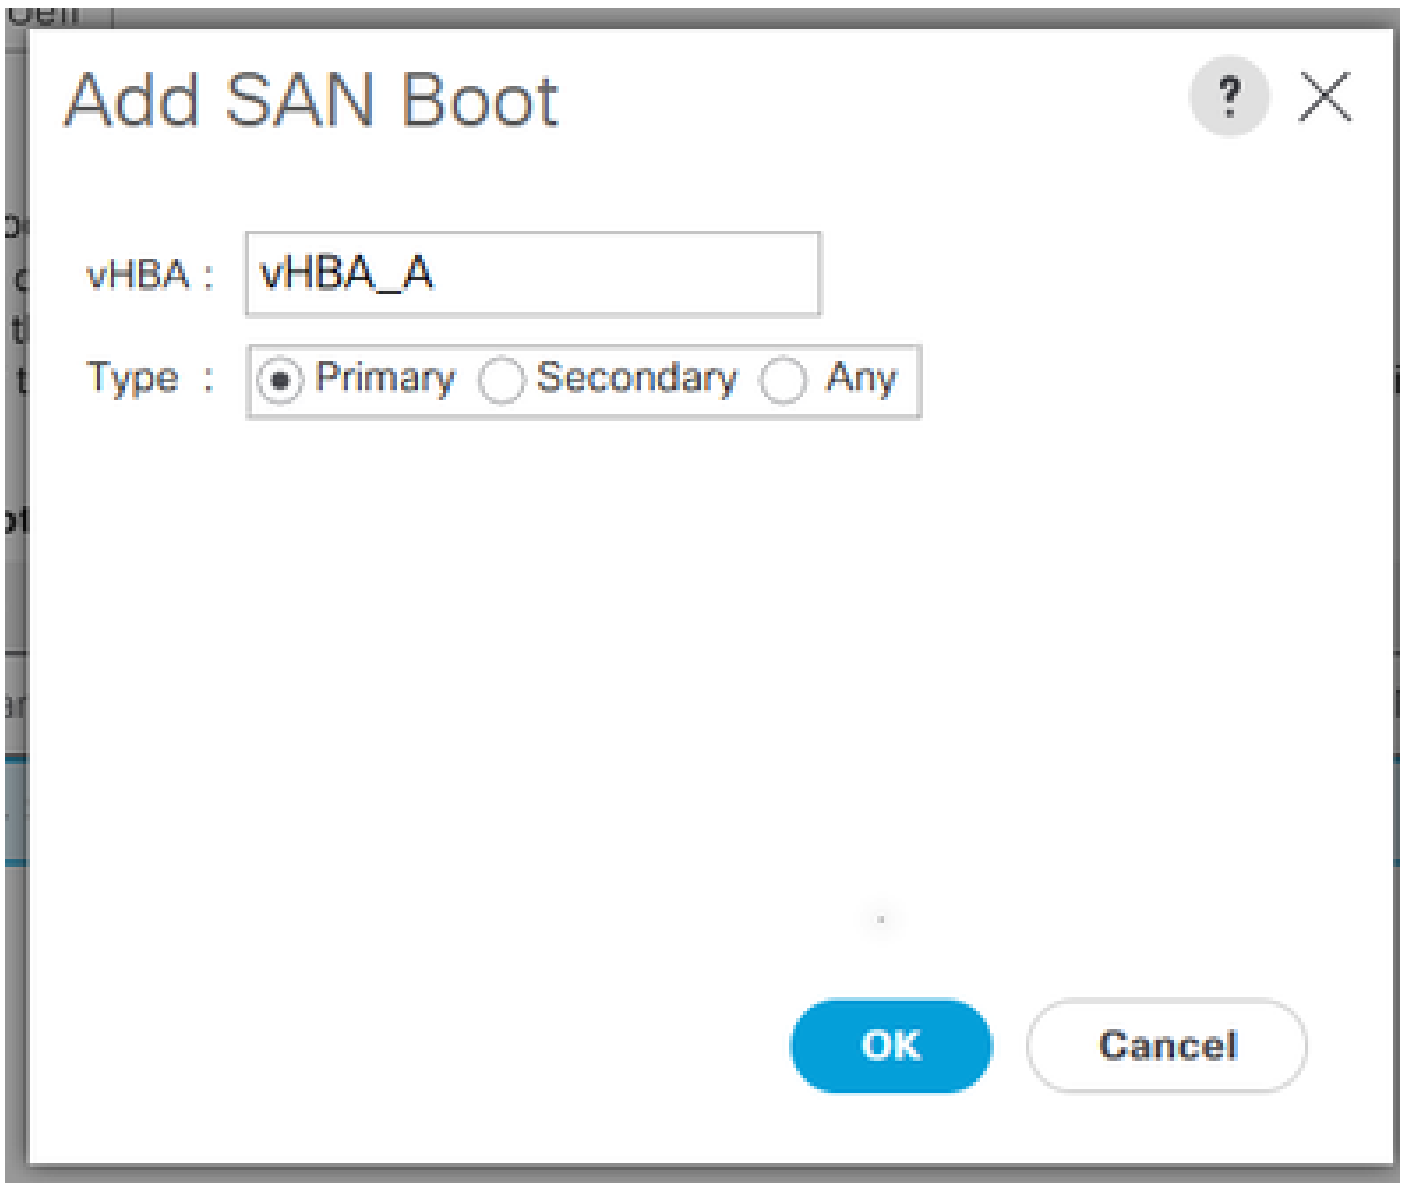 Add SAN Boot
?
vHBA : vHBA_A
Type : Primary Secondary Any
OK Cancel